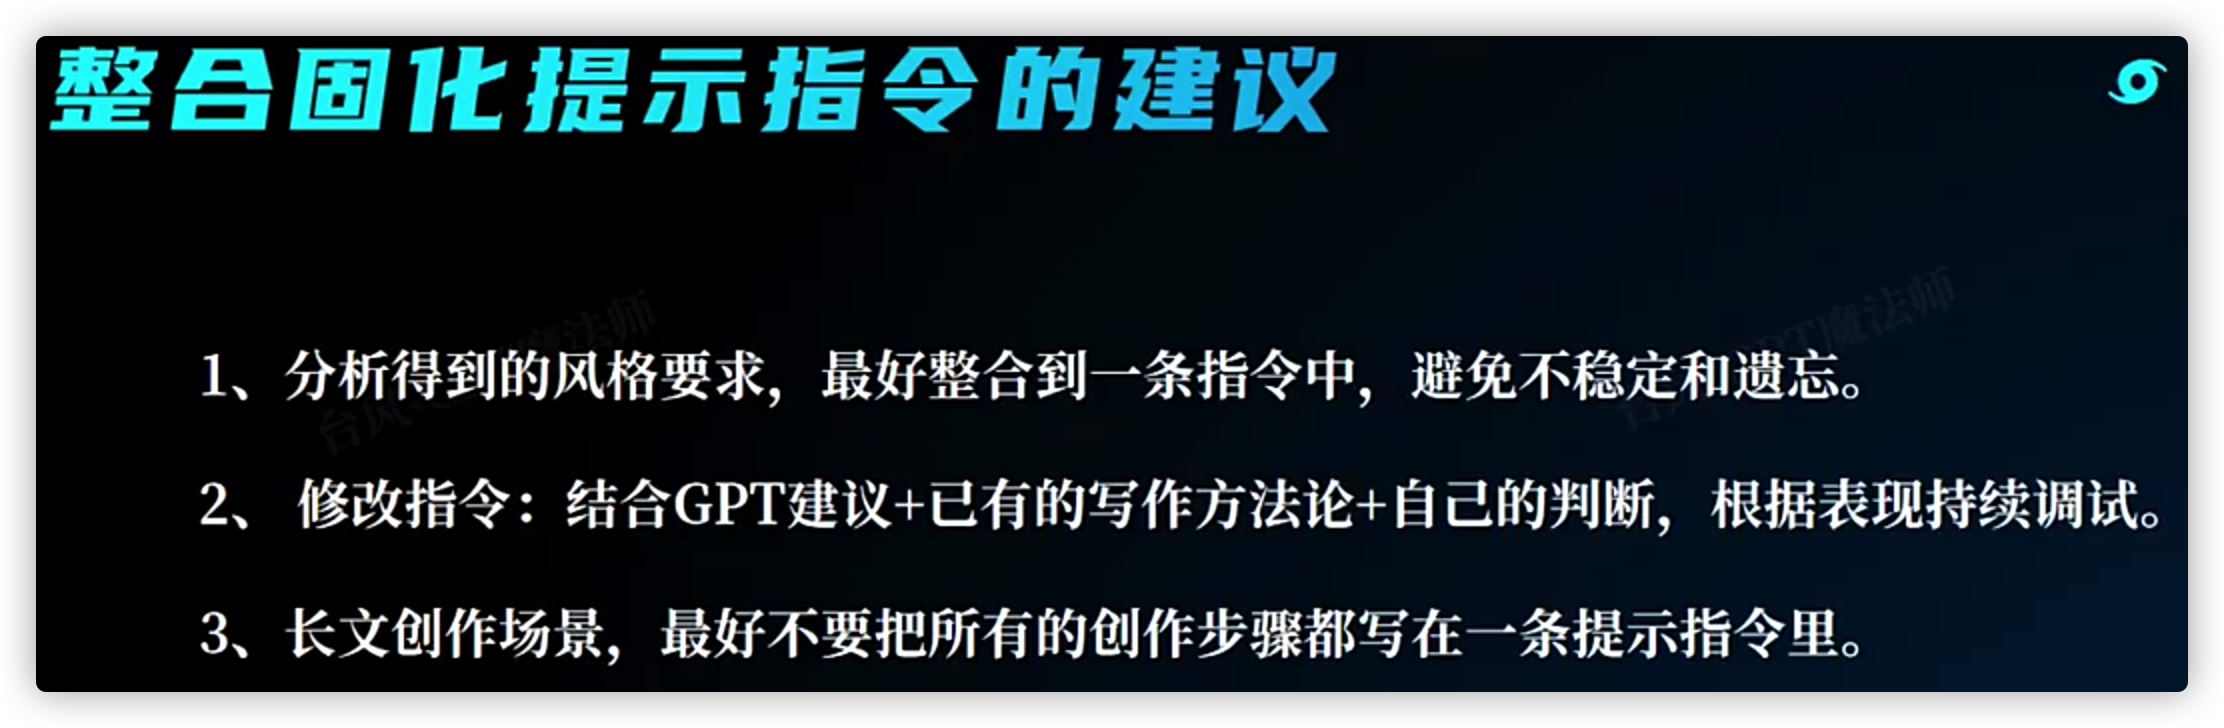 整合固化提示指令的建议
1、分析得到的风格要求，最好整合到一条指令中，避免不稳定和遗忘。
2、 修改指令：结合GPT建议+已有的写作方法论+自己的判断，根据表现持续调试。
3、长文创作场景，最好不要把所有的创作步骤都写在一条提示指令里。